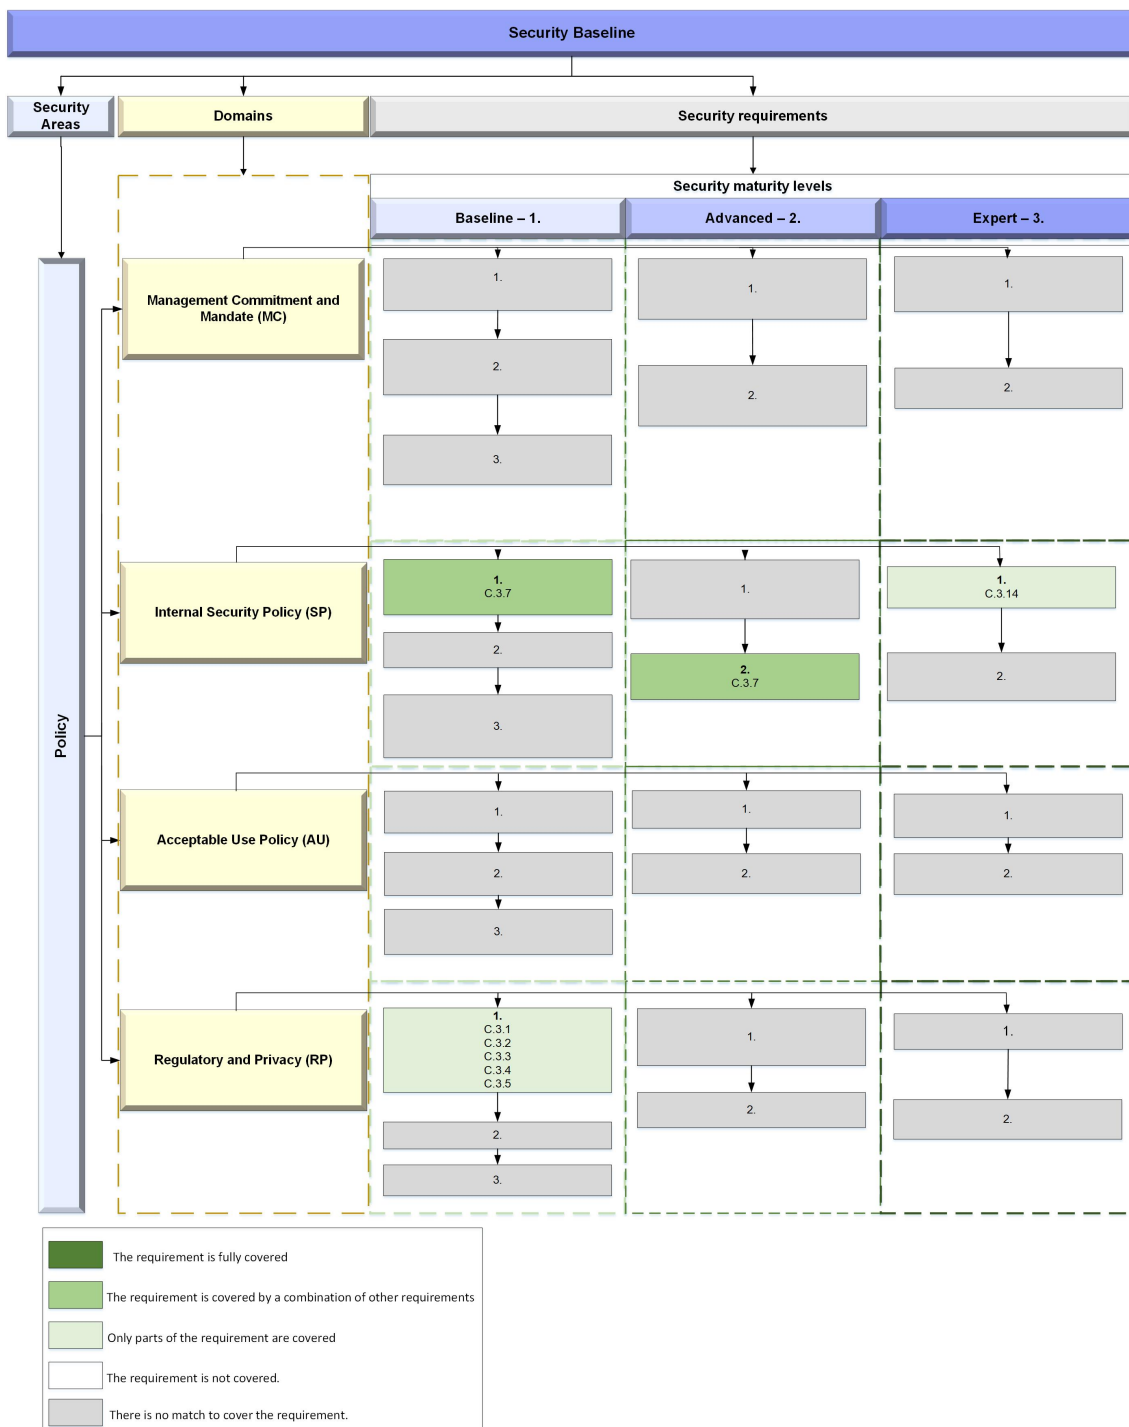 Security Baseline
Security
Areas
Domains
Security requirements
Security maturity levels
Baseline – 1.
Advanced – 2.
Expert – 3.
Policy
Management Commitment and
Mandate (MC)
1.
2.
3.
1.
2.
1.
2.
Internal Security Policy (SP)
1.
C.3.7
2.
3.
1.
2.
C.3.7
1.
C.3.14
2.
Acceptable Use Policy (AU)
1.
2.
3.
1.
2.
1.
2.
Regulatory and Privacy (RP)
1.
C.3.1
C.3.2
C.3.3
C.3.4
C.3.5
2.
3.
1.
2.
1.
2.
The requirement is fully covered
The requirement is covered by a combination of other requirements
Only parts of the requirement are covered
The requirement is not covered.
There is no match to cover the requirement.